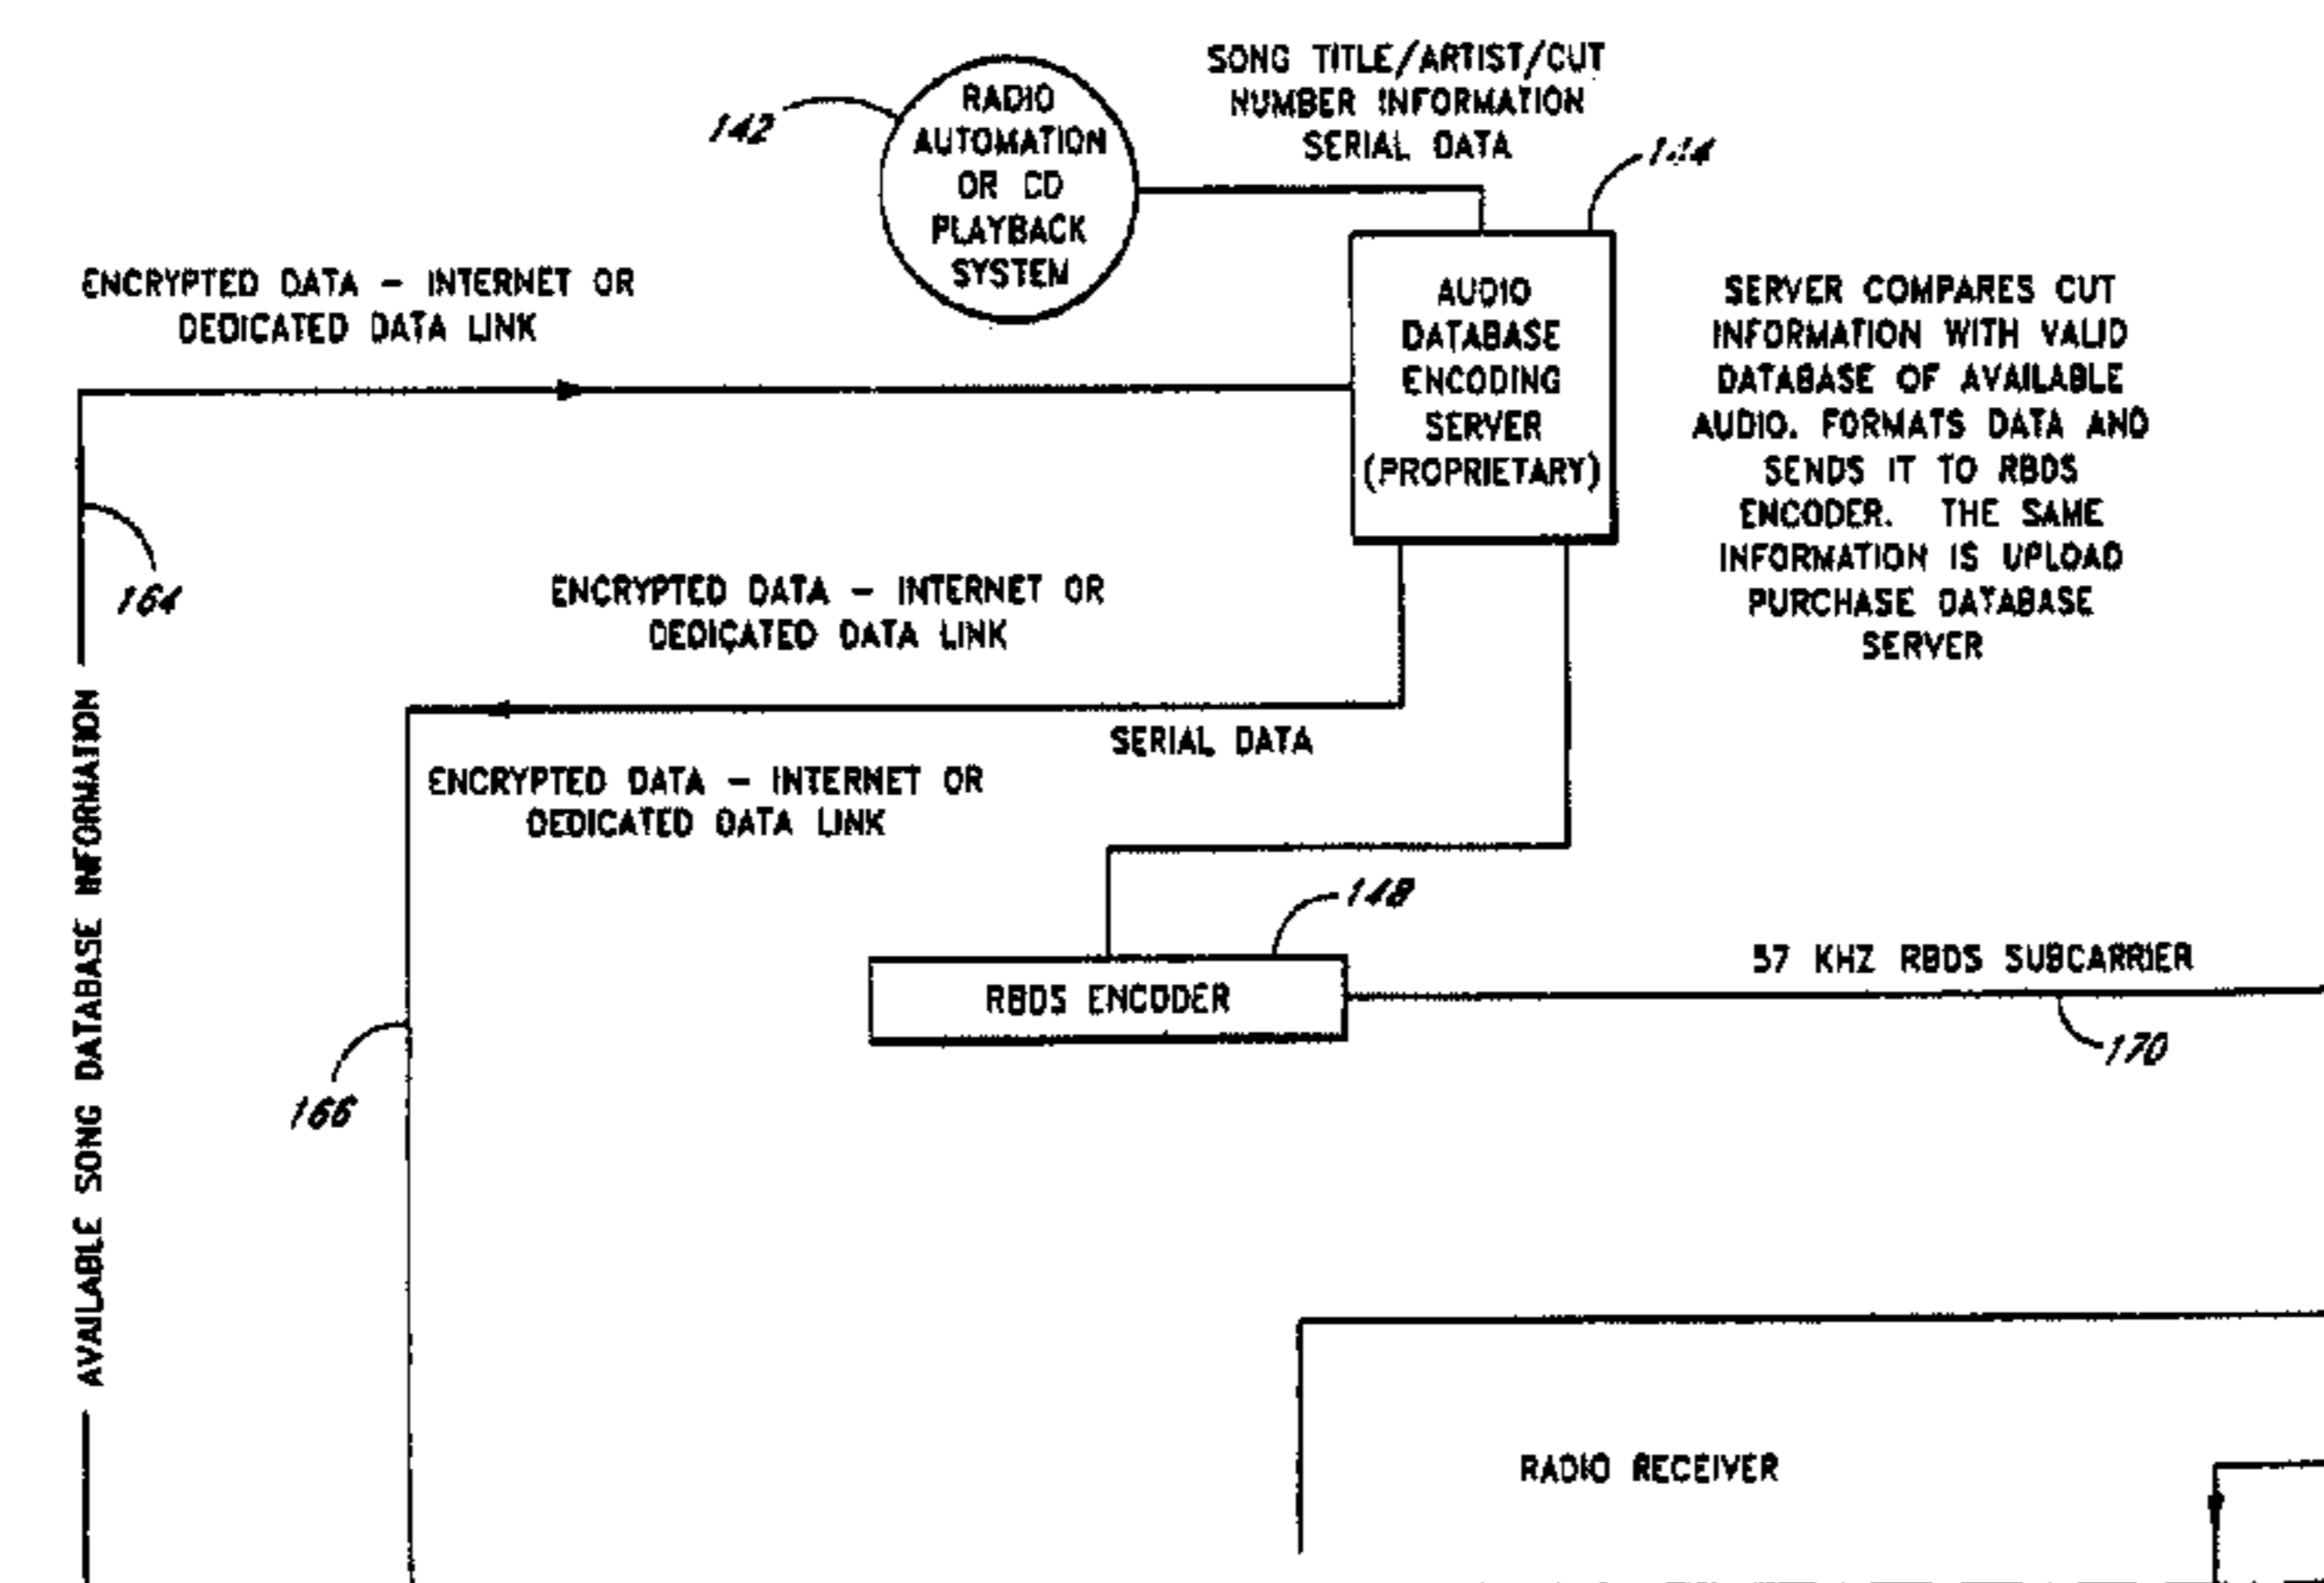 SONG TITLE/ARTIST/CUT
NUMBER INFORMATION
SERIAL DATA
142
RADIO
AUTOMATION
OR CD
PLAYBACK
SYSTEM
144
ENCRYPTED DATA - INTERNET OR
DEDICATED DATA LINK
AUDIO
DATABASE
ENCODING
SERVER
(PROPRIETARY)
SERVER COMPARES CUT
INFORMATION WITH VALID
DATABASE OF AVAILABLE
AUDIO. FORMATS DATA AND
SENDS IT TO RBDS
ENCODER. THE SAME
INFORMATION IS UPLOAD
PURCHASE DATABASE
SERVER
164
ENCRYPTED DATA - INTERNET OR
DEDICATED DATA LINK
SERIAL DATA
ENCRYPTED DATA - INTERNET OR
DEDICATED DATA LINK
AVAILABLE SONG DATABASE INFORMATION
148
RBDS ENCODER
57 KHZ RBDS SUBCARRIER
170
166
RADIO RECEIVER